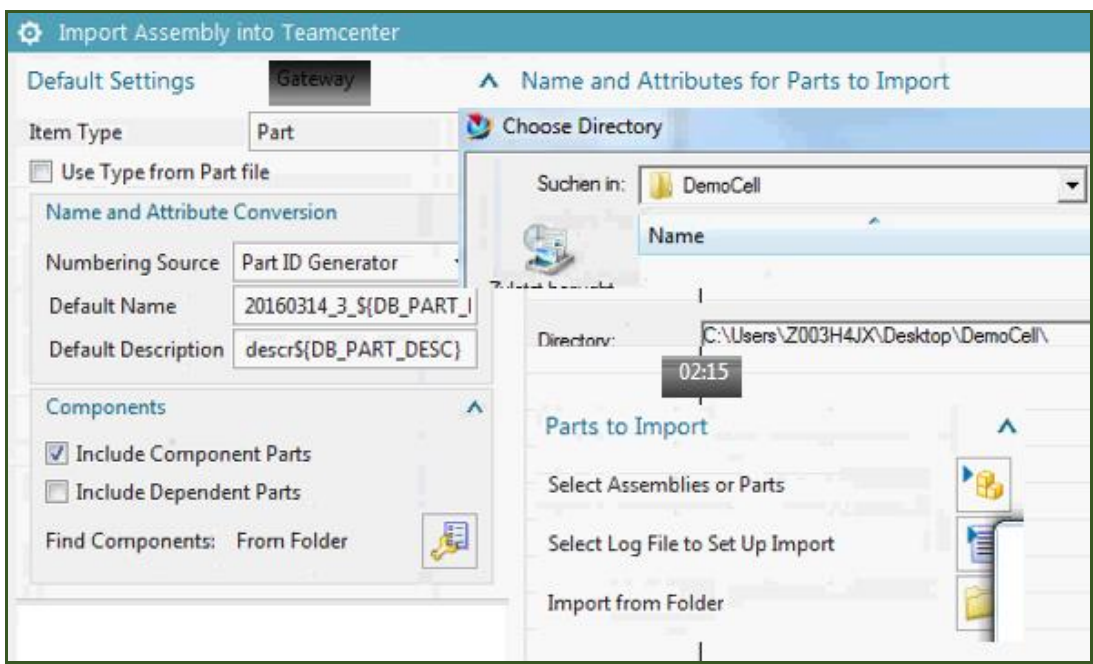 Import Assembly into Teamcenter
Default Settings
Gateway
Name and Attributes for Parts to Import
Item Type
Part
Use Type from Part file
Name and Attribute Conversion
Numbering Source
Part ID Generator
Default Name
20160314_3_${DB_PART_
Default Description
descr${DB_PART_DESC}
Components
Include Component Parts
Include Dependent Parts
Find Components: From Folder
Choose Directory
Suchen in:
DemoCell
Name
Directory:
C:\Users\Z003H4JX\Desktop\DemoCell\
02:15
Parts to Import
Select Assemblies or Parts
Select Log File to Set Up Import
Import from Folder